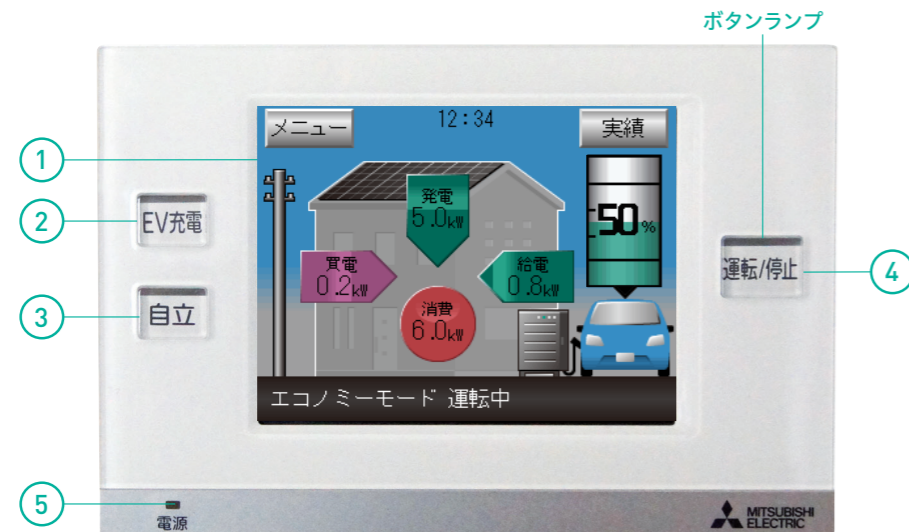 ボタンランプ
メニュー
12:34
実績
1
発電
5.0kW
50%
2
EV充電
買電
0.2kW
給電
0.8kW
運転/停止
4
3
自立
消費
6.0kW
エコノミーモード 運転中
5
電源
MITSUBISHI
ELECTRIC